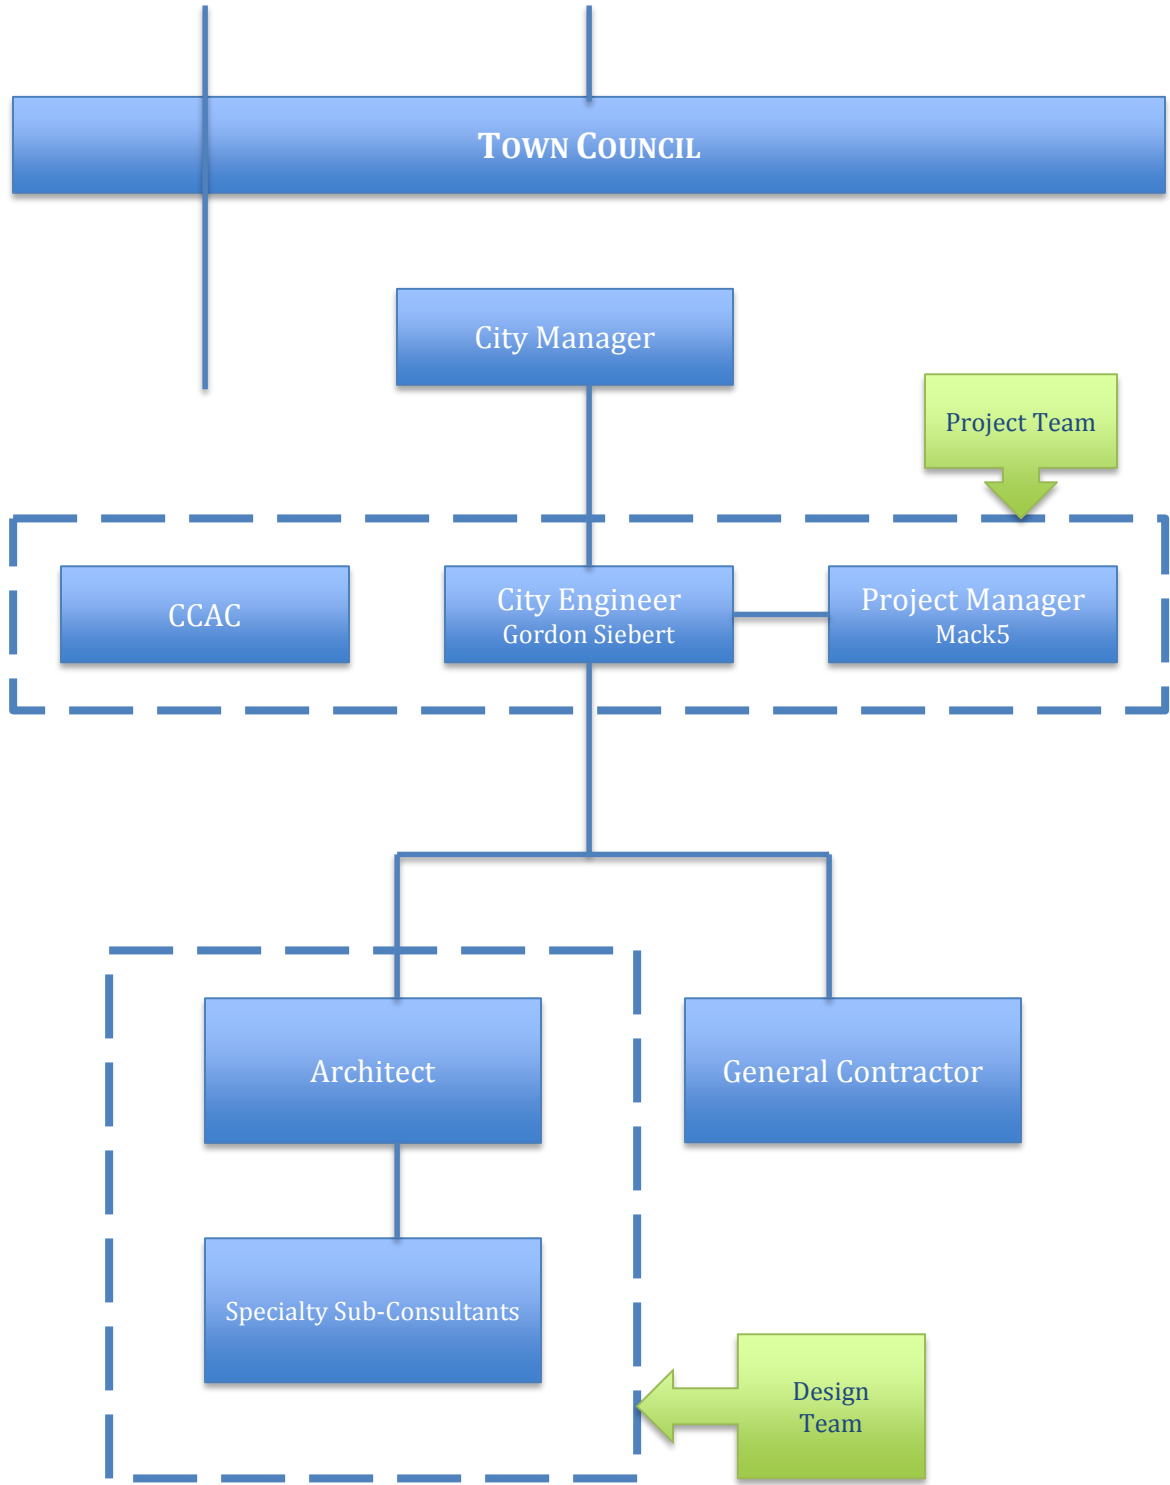 TOWN COUNCIL
City Manager
Project Team
CCAC
City Engineer
Gordon Siebert
Project Manager
Mack5
Architect
General Contractor
Specialty Sub-Consultants
Design
Team